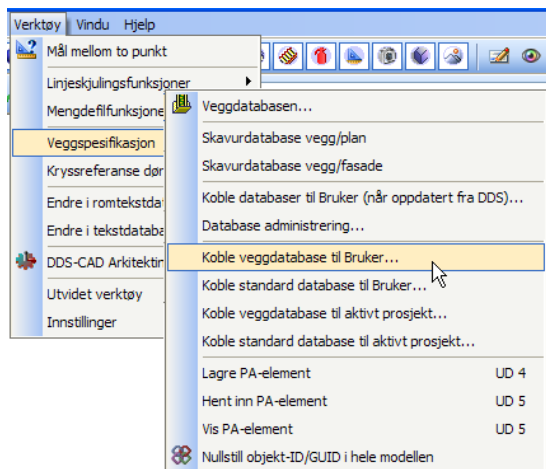 Verktøy Vindu Hjelp
Mål mellom to punkt
Linjeskjulingsfunksjoner
Mengdefilfunksjone
Veggspesifikasjon
Kryssreferanse dør
Endre i romtekstda
Endre i tekstdataba
DDS-CAD Arkitektin
Utvidet verktøy
Innstillinger
Veggdatabasen...
Skavurdatabase vegg/plan
Skavurdatabase vegg/fasade
Koble databaser til Bruker (når oppdatert fra DDS)...
Database administrering...
Koble veggdatabase til Bruker...
Koble standard database til Bruker...
Koble veggdatabase til aktivt prosjekt...
Koble standard database til aktivt prosjekt...
Lagre PA-element UD 4
Hent inn PA-element UD 5
Vis PA-element UD 5
Nullstill objekt-ID/GUID i hele modellen